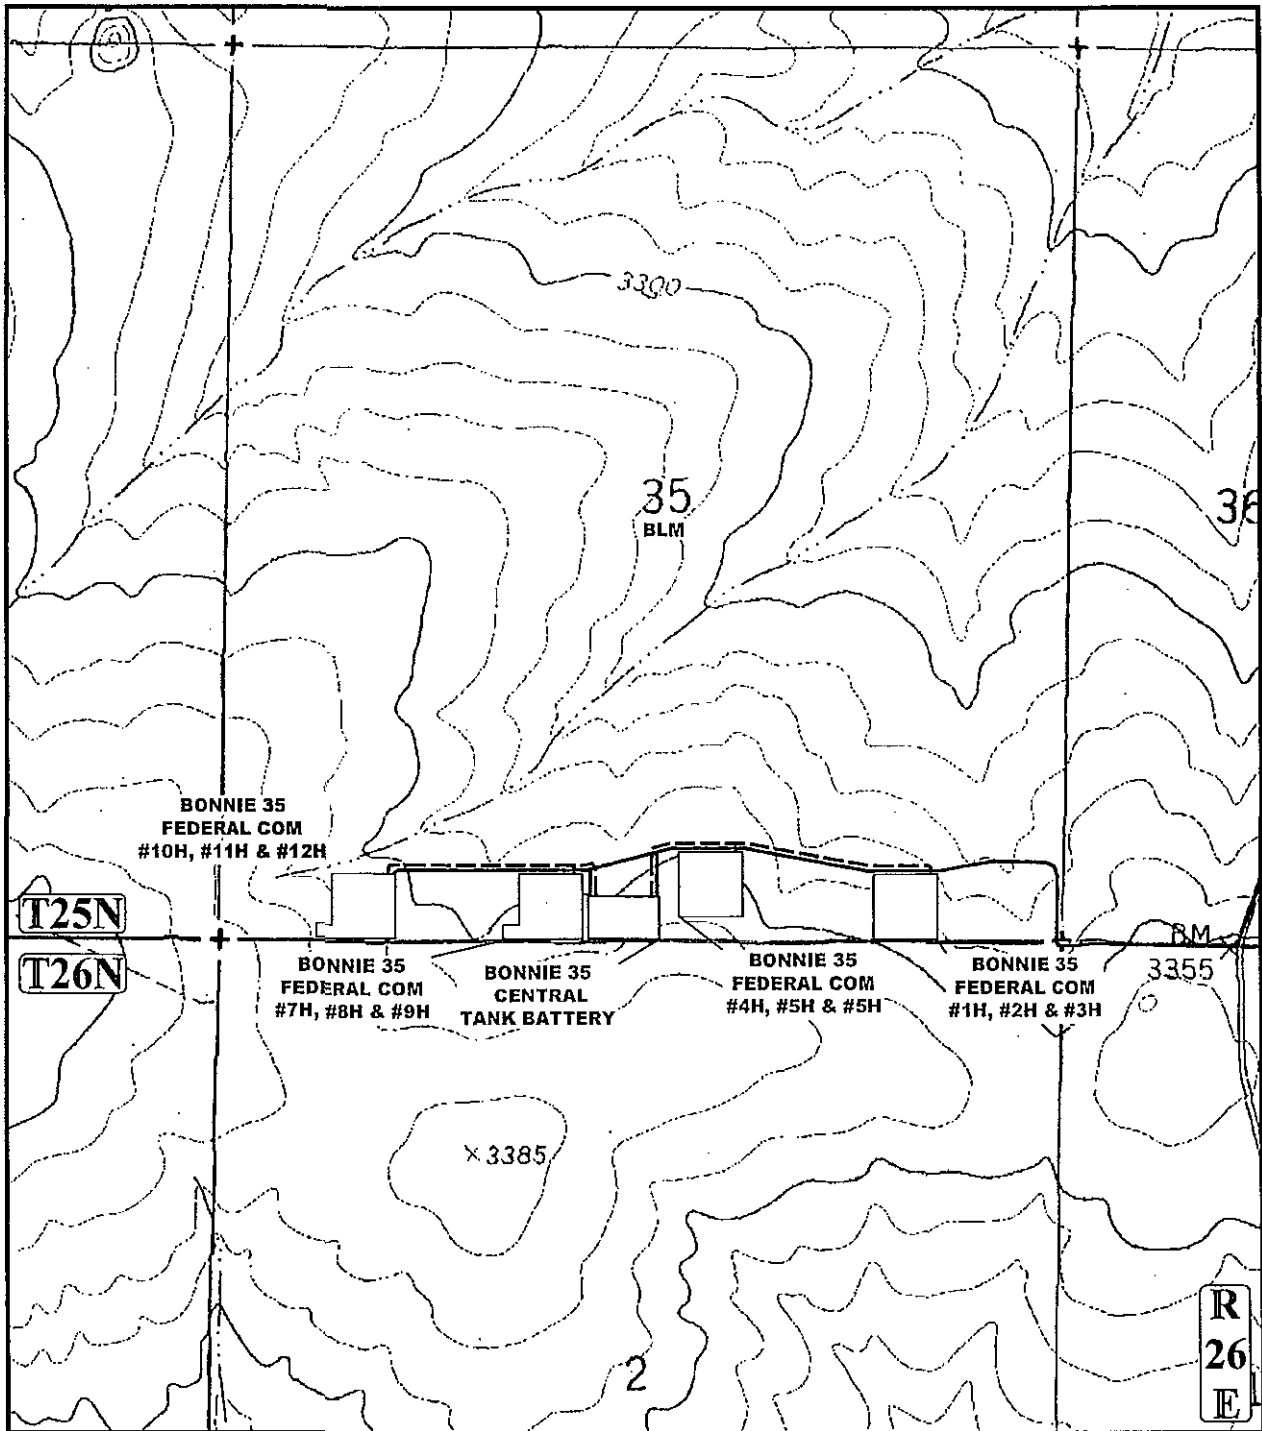 3300
35
BLM
36
BONNIE 35
FEDERAL COM
#10H, #11H & #12H
T25N
T26N
BONNIE 35
FEDERAL COM
#7H, #8H & #9H
BONNIE 35
CENTRAL
TANK BATTERY
BONNIE 35
FEDERAL COM
#4H, #5H & #5H
BONNIE 35
FEDERAL COM
#1H, #2H & #3H
BM
3355
×3385
2
R
26
E